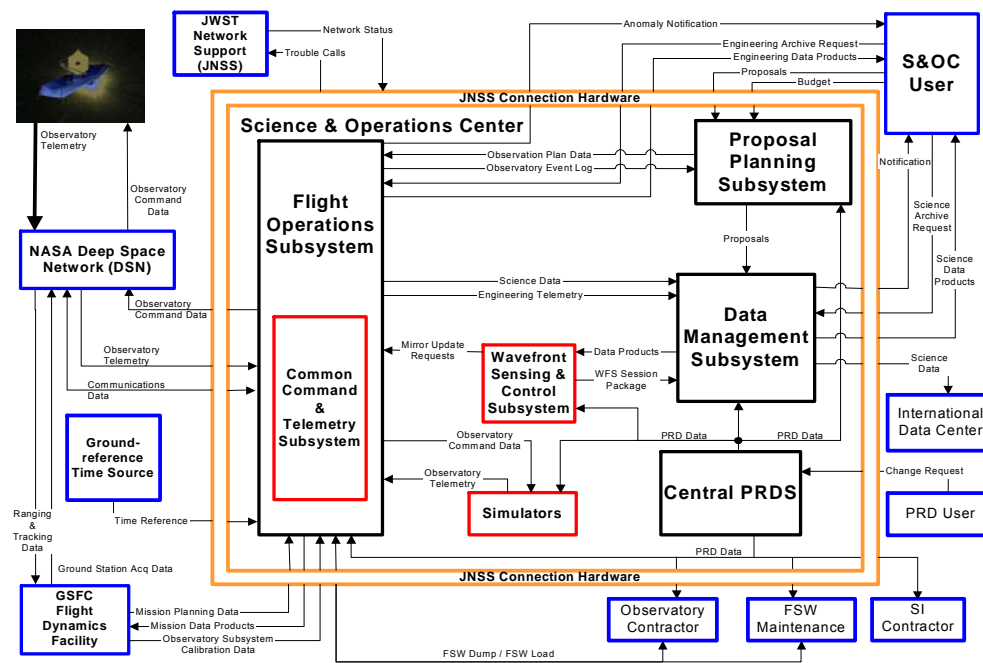 JWST
Network
Support
(JNSS)
Network Status
Trouble Calls
Anomaly Notification
Engineering Archive Request
Engineering Data Products
Proposals
Budget
S&OC
User
JNSS Connection Hardware
Science & Operations Center
Observatory
Telemetry
Observatory
Command
Data
NASA Deep Space
Network (DSN)
Flight
Operations
Subsystem
Observation Plan Data
Observatory Event Log
Proposal
Planning
Subsystem
Notification
Science
Archive
Request
Science
Data
Products
Proposals
Science Data
Engineering Telemetry
Data
Management
Subsystem
Observatory
Command Data
Observatory
Telemetry
Communications
Data
Common
Command
&
Telemetry
Subsystem
Mirror Update
Requests
Wavefront
Sensing &
Control
Subsystem
Data Products
WFS Session
Package
Science
Data
International
Data Center
Ground-
reference
Time Source
Time Reference
Observatory
Command Data
Observatory
Telemetry
Simulators
PRD Data
PRD Data
Central PRDS
Change Request
PRD User
Ranging
&
Tracking
Data
Ground Station Acq Data
PRD Data
JNSS Connection Hardware
GSFC
Flight
Dynamics
Facility
Mission Planning Data
Mission Data Products
Observatory Subsystem
Calibration Data
FSW Dump / FSW Load
Observatory
Contractor
FSW
Maintenance
SI
Contractor